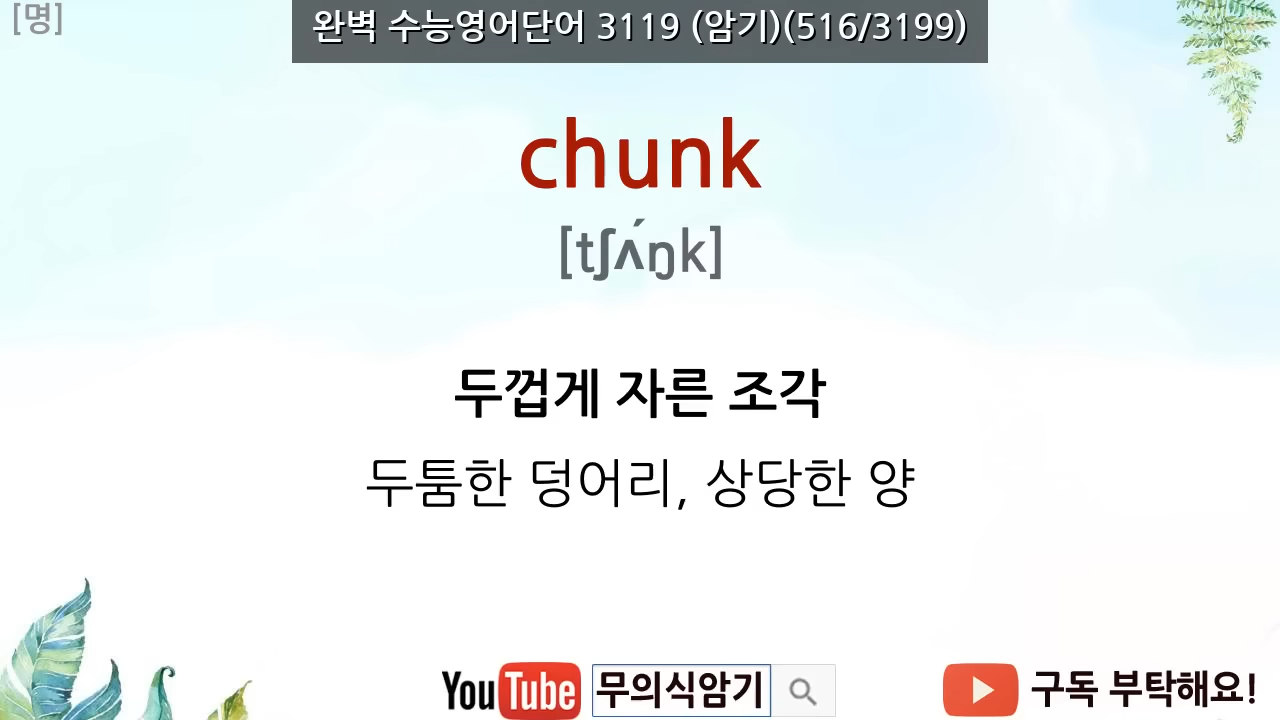 [명]
완벽 수능영어단어 3119 (암기)(516/3199)
chunk
[tʃʌ́ŋk]
두껍게 자른 조각
두툼한 덩어리, 상당한 양
YouTube 무의식암기
구독 부탁해요!